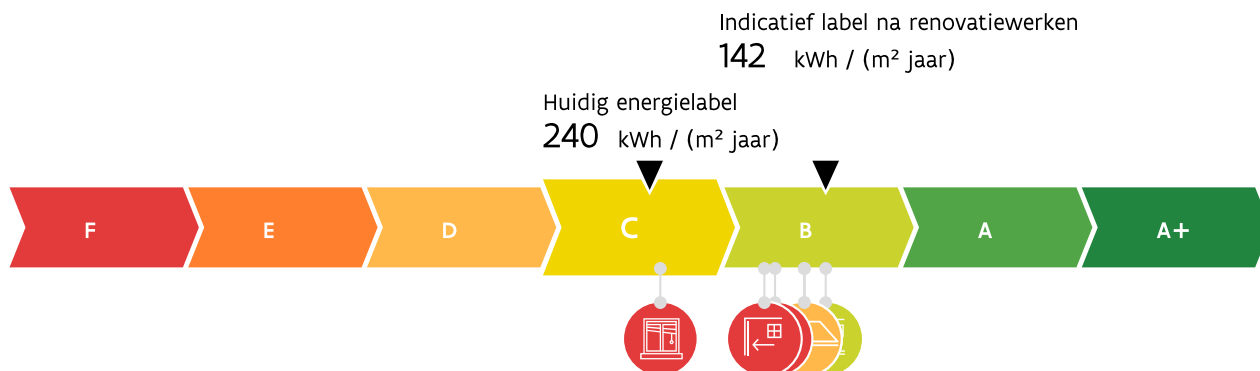 Indicatief label na renovatiewerken
142 kWh / (m² jaar)
Huidig energielabel
240 kWh / (m² jaar)
F E D C B A A+